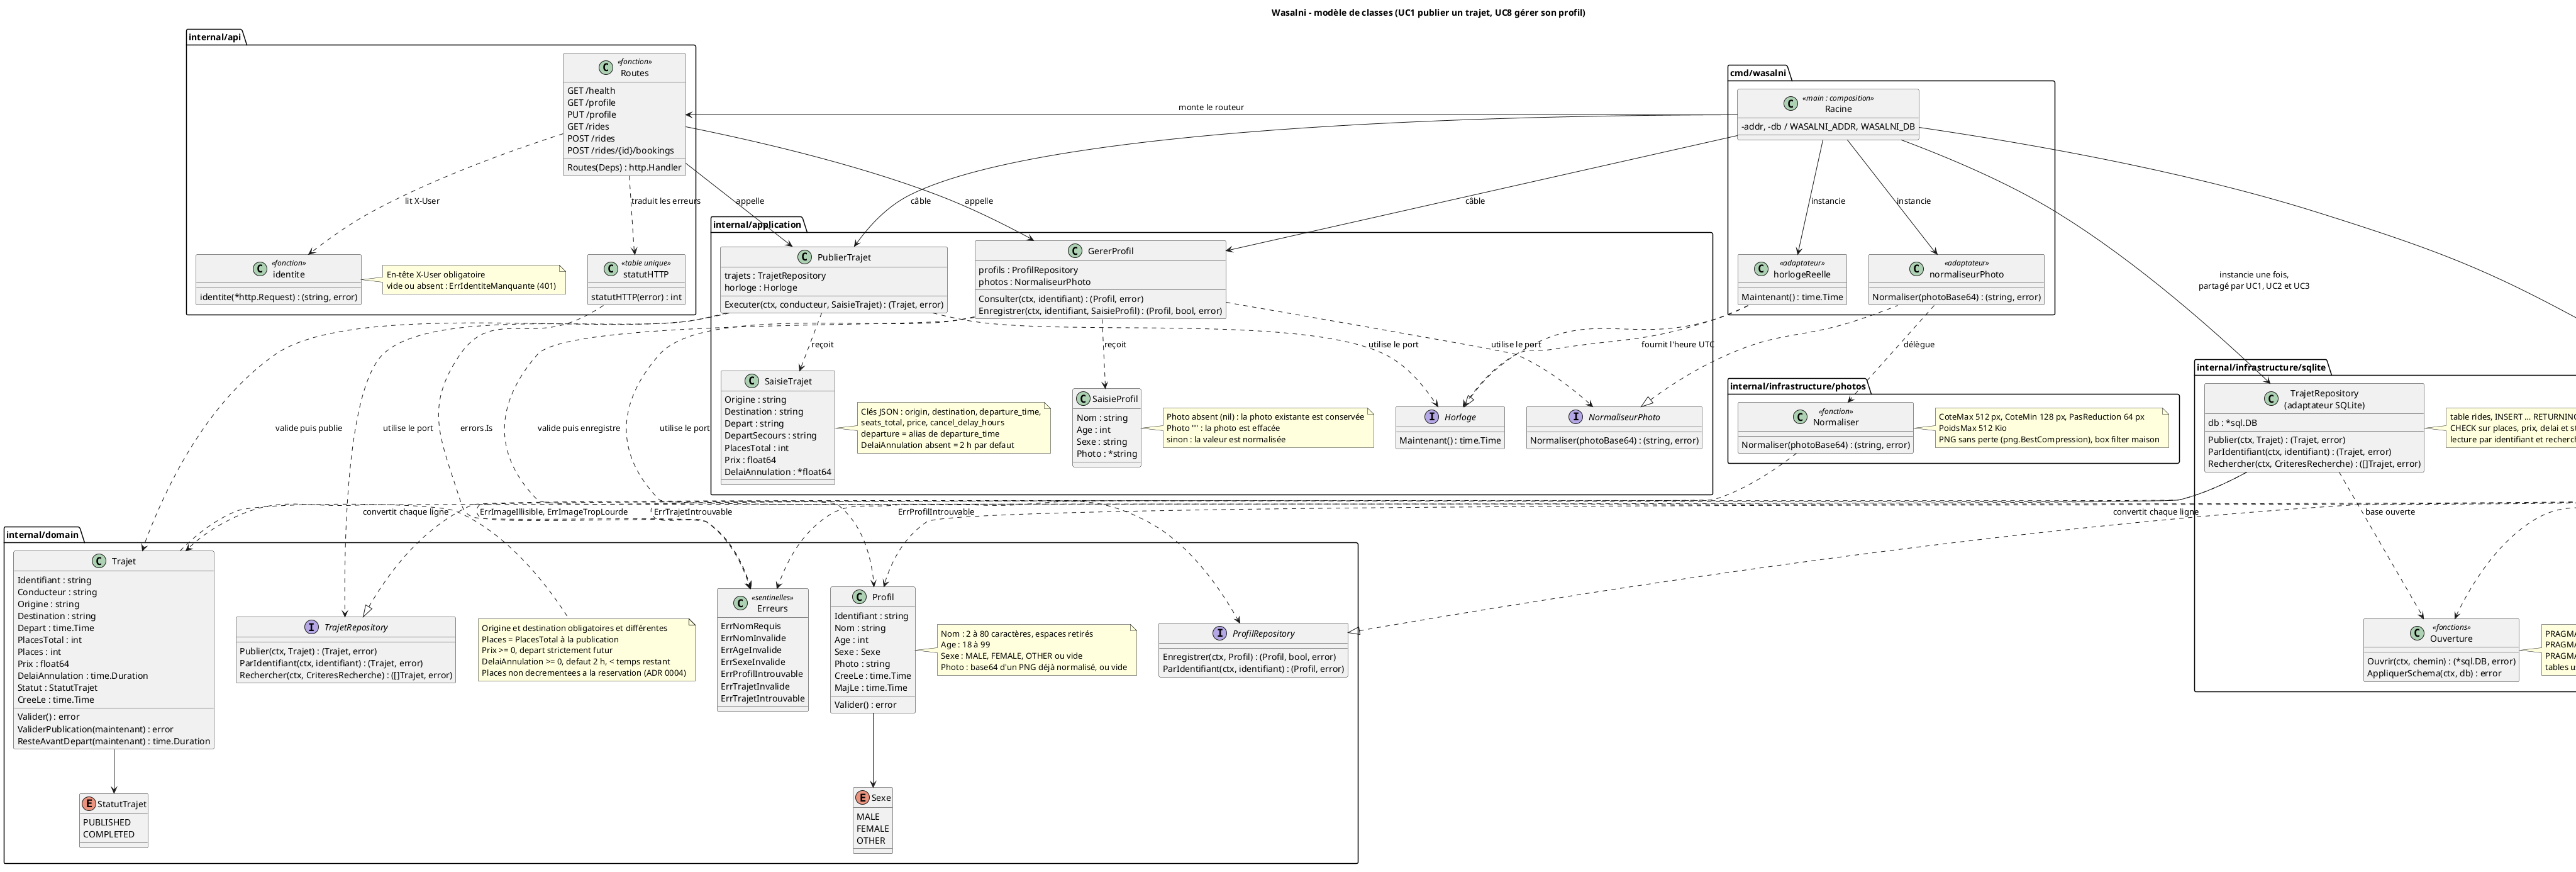 Wasalni - modèle de classes (UC1 publier un trajet, UC8 gérer son profil)
internal/api
«fonction»
Routes
GET /health
GET /profile
PUT /profile
GET /rides
POST /rides
POST /rides/{id}/bookings
Routes(Deps) : http.Handler
monte le routeur
cmd/wasalni
«main : composition»
Racine
-addr, -db / WASALNI_ADDR, WASALNI_DB
lit X-User
traduit les erreurs
appelle
appelle
câble
câble
instancie
instancie
instancie une fois,
partagé par UC1, UC2 et UC3
«fonction»
identite
identite(*http.Request) : (string, error)
En-tête X-User obligatoire
vide ou absent : ErrIdentiteManquante (401)
«table unique»
statutHTTP
statutHTTP(error) : int
internal/application
PublierTrajet
trajets : TrajetRepository
horloge : Horloge
Executer(ctx, conducteur, SaisieTrajet) : (Trajet, error)
GererProfil
profils : ProfilRepository
photos : NormaliseurPhoto
Consulter(ctx, identifiant) : (Profil, error)
Enregistrer(ctx, identifiant, SaisieProfil) : (Profil, bool, error)
«adaptateur»
horlogeReelle
Maintenant() : time.Time
«adaptateur»
normaliseurPhoto
Normaliser(photoBase64) : (string, error)
reçoit
reçoit
utilise le port
utilise le port
fournit l'heure UTC
délègue
SaisieTrajet
Origine : string
Destination : string
Depart : string
DepartSecours : string
PlacesTotal : int
Prix : float64
DelaiAnnulation : *float64
Clés JSON : origin, destination, departure_time,
seats_total, price, cancel_delay_hours
departure = alias de departure_time
DelaiAnnulation absent = 2 h par defaut
SaisieProfil
Nom : string
Age : int
Sexe : string
Photo : *string
Photo absent (nil) : la photo existante est conservée
Photo "" : la photo est effacée
sinon : la valeur est normalisée
Horloge
Maintenant() : time.Time
NormaliseurPhoto
Normaliser(photoBase64) : (string, error)
internal/infrastructure/photos
«fonction»
Normaliser
Normaliser(photoBase64) : (string, error)
CoteMax 512 px, CoteMin 128 px, PasReduction 64 px
PoidsMax 512 Kio
PNG sans perte (png.BestCompression), box filter maison
internal/infrastructure/sqlite
TrajetRepository
(adaptateur SQLite)
db : *sql.DB
Publier(ctx, Trajet) : (Trajet, error)
ParIdentifiant(ctx, identifiant) : (Trajet, error)
Rechercher(ctx, CriteresRecherche) : ([]Trajet, error)
table rides, INSERT ... RETURNING
CHECK sur places, prix, delai et st
lecture par identifiant et recherch
valide puis publie
utilise le port
errors.Is
valide puis enregistre
utilise le port
convertit chaque ligne
ErrImageIllisible, ErrImageTropLourde
ErrTrajetIntrouvable
ErrProfilIntrouvable
base ouverte
convertit chaque ligne
internal/domain
Trajet
Identifiant : string
Conducteur : string
Origine : string
Destination : string
Depart : time.Time
PlacesTotal : int
Places : int
Prix : float64
DelaiAnnulation : time.Duration
Statut : StatutTrajet
CreeLe : time.Time
Valider() : error
ValiderPublication(maintenant) : error
ResteAvantDepart(maintenant) : time.Duration
TrajetRepository
Publier(ctx, Trajet) : (Trajet, error)
ParIdentifiant(ctx, identifiant) : (Trajet, error)
Rechercher(ctx, CriteresRecherche) : ([]Trajet, error)
Origine et destination obligatoires et différentes
Places = PlacesTotal à la publication
Prix >= 0, depart strictement futur
DelaiAnnulation >= 0, defaut 2 h, < temps restant
Places non decrementees a la reservation (ADR 0004)
«sentinelles»
Erreurs
ErrNomRequis
ErrNomInvalide
ErrAgeInvalide
ErrSexeInvalide
ErrProfilIntrouvable
ErrTrajetInvalide
ErrTrajetIntrouvable
Profil
Identifiant : string
Nom : string
Age : int
Sexe : Sexe
Photo : string
CreeLe : time.Time
MajLe : time.Time
Valider() : error
Nom : 2 à 80 caractères, espaces retirés
Age : 18 à 99
Sexe : MALE, FEMALE, OTHER ou vide
Photo : base64 d'un PNG déjà normalisé, ou vide
ProfilRepository
Enregistrer(ctx, Profil) : (Profil, bool, error)
ParIdentifiant(ctx, identifiant) : (Profil, error)
«fonctions»
Ouverture
Ouvrir(ctx, chemin) : (*sql.DB, error)
AppliquerSchema(ctx, db) : error
PRAGMA
PRAGMA
PRAGMA
tables u
StatutTrajet
PUBLISHED
COMPLETED
Sexe
MALE
FEMALE
OTHER